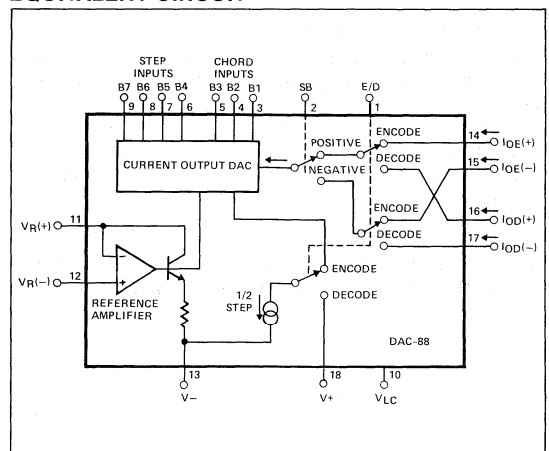 EQUIVALENT CIRCUIT
STEP INPUTS
CHORD INPUTS
B7 B6 B5 B4 B3 B2 B1 SB E/D
9 8 7 6 5 4 3 2 1
CURRENT OUTPUT DAC
POSITIVE
NEGATIVE
ENCODE
DECODE
ENCODE
DECODE
14 IOE(+)
15 IOE(−)
16 IOD(+)
17 IOD(−)
VR(+) 11
VR(−) 12
−
+
REFERENCE
AMPLIFIER
1/2
STEP
ENCODE
DECODE
DAC-88
13 18 10
V− V+ VLC